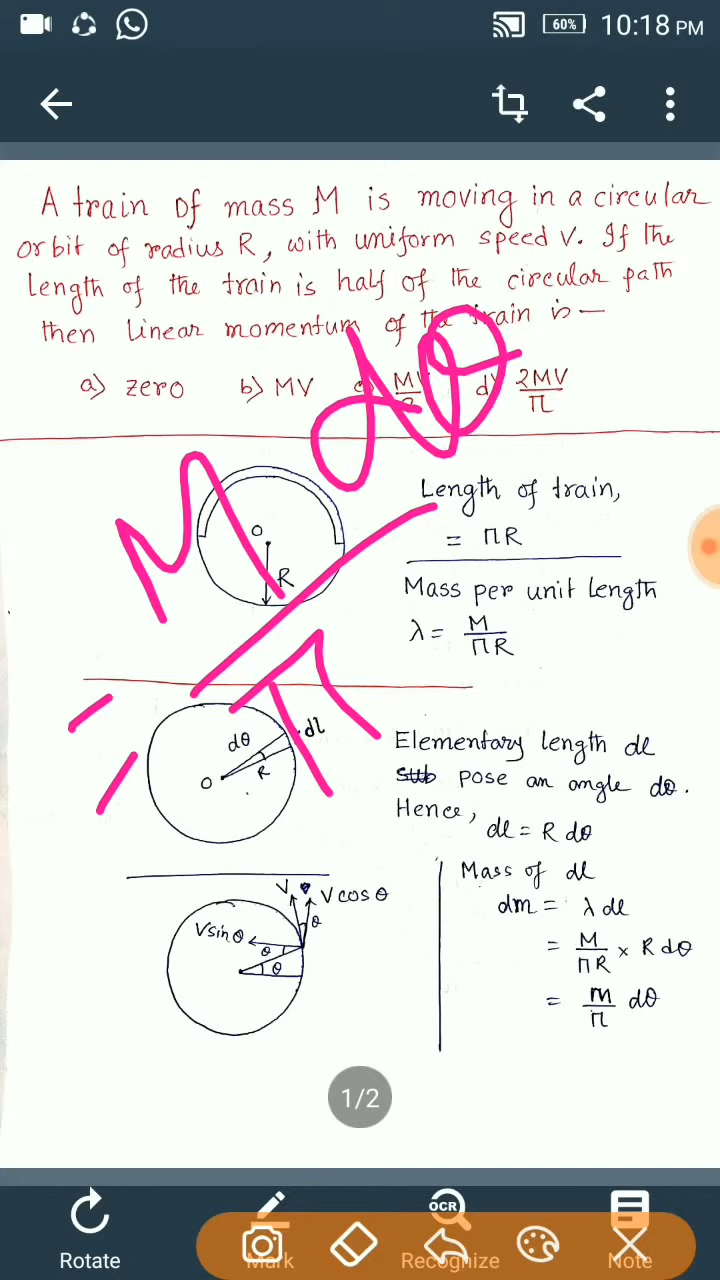 60%
10:18 PM
A train of mass M is moving in a circular
orbit of radius R, with uniform speed V. If the
length of the train is half of the circular path
then linear momentum of the train is —
a) zero b) MV c) MV d) 2MV/π
M dθ
π
O
R
Length of train,
= πR
Mass per unit length
λ = M/πR
dθ
dl
O
R
Elementary length dl
pose an angle dθ.
Hence,
dl = R dθ
V
V cos θ
θ
V sin θ
θ
θ
Mass of dl
dm = λ dl
= M/πR × R dθ
= m/π dθ
1/2
OCR
Rotate
Mark
Recognize
Note